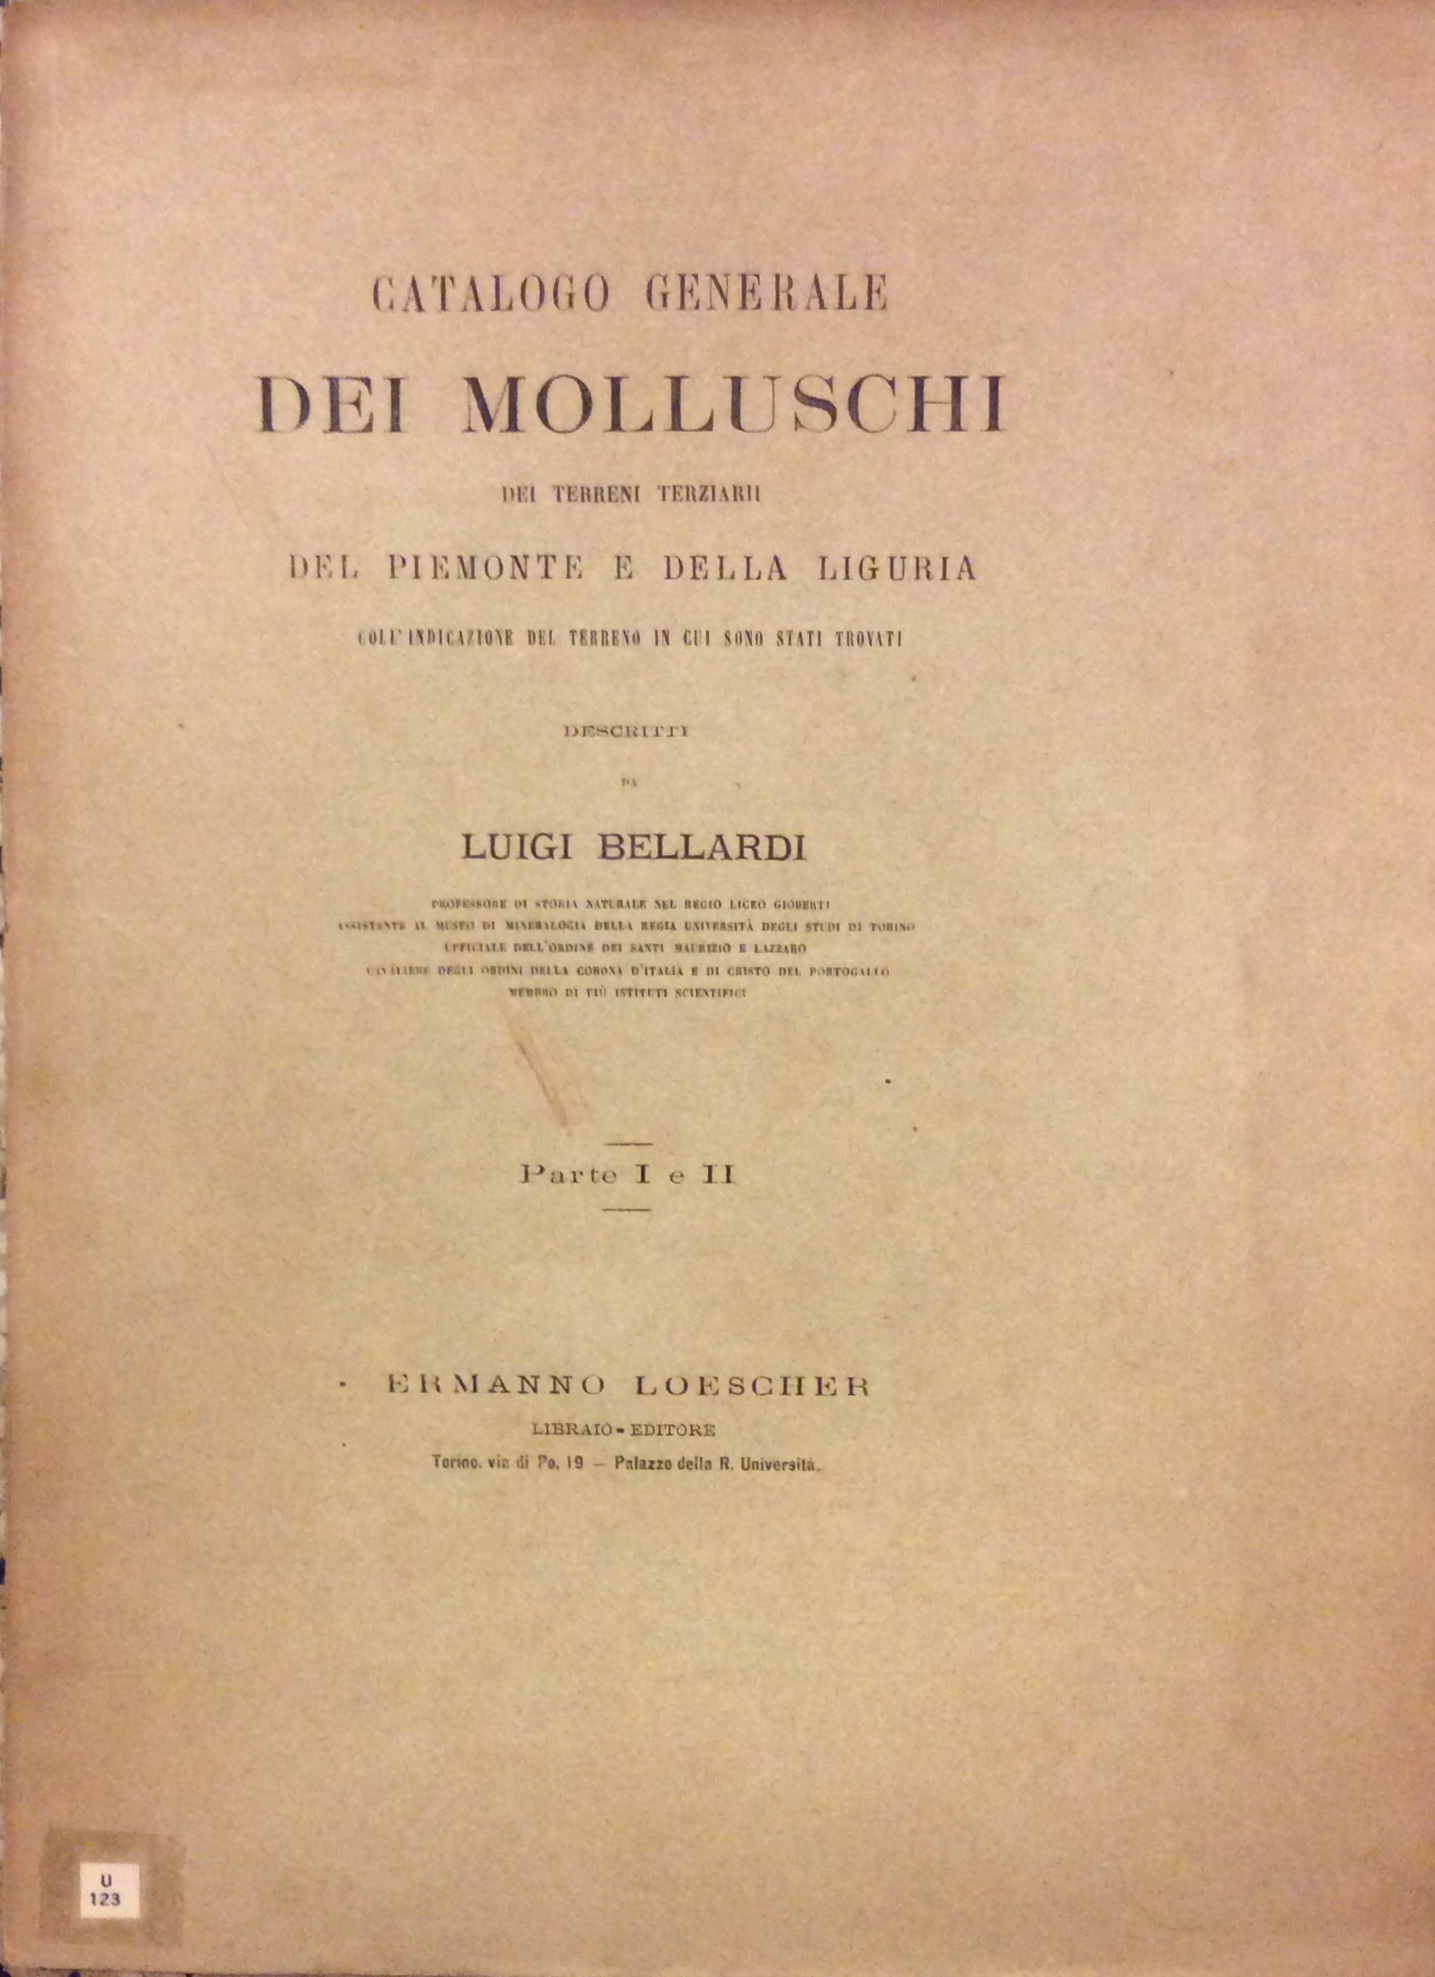 CATALOGO GENERALE
DEI MOLLUSCHI
DEI TERRENI TERZIARII
DEL PIEMONTE E DELLA LIGURIA
COLL'INDICAZIONE DEL TERRENO IN CUI SONO STATI TROVATI
DESCRITTI
DA
LUIGI BELLARDI
PROFESSORE DI STORIA NATURALE NEL REGIO LICEO GIOBERTI
ASSISTENTE AL MUSEO DI MINERALOGIA DELLA REGIA UNIVERSITÀ DEGLI STUDI DI TORINO
UFFICIALE DELL'ORDINE DEI SANTI MAURIZIO E LAZZARO
CAVALIERE DEGLI ORDINI DELLA CORONA D'ITALIA E DI CRISTO DEL PORTOGALLO
MEMBRO DI PIÙ ISTITUTI SCIENTIFICI
Parte I e II
ERMANNO LOESCHER
LIBRAIO-EDITORE
Torino, via di Po, 19 — Palazzo della R. Università.
U
123